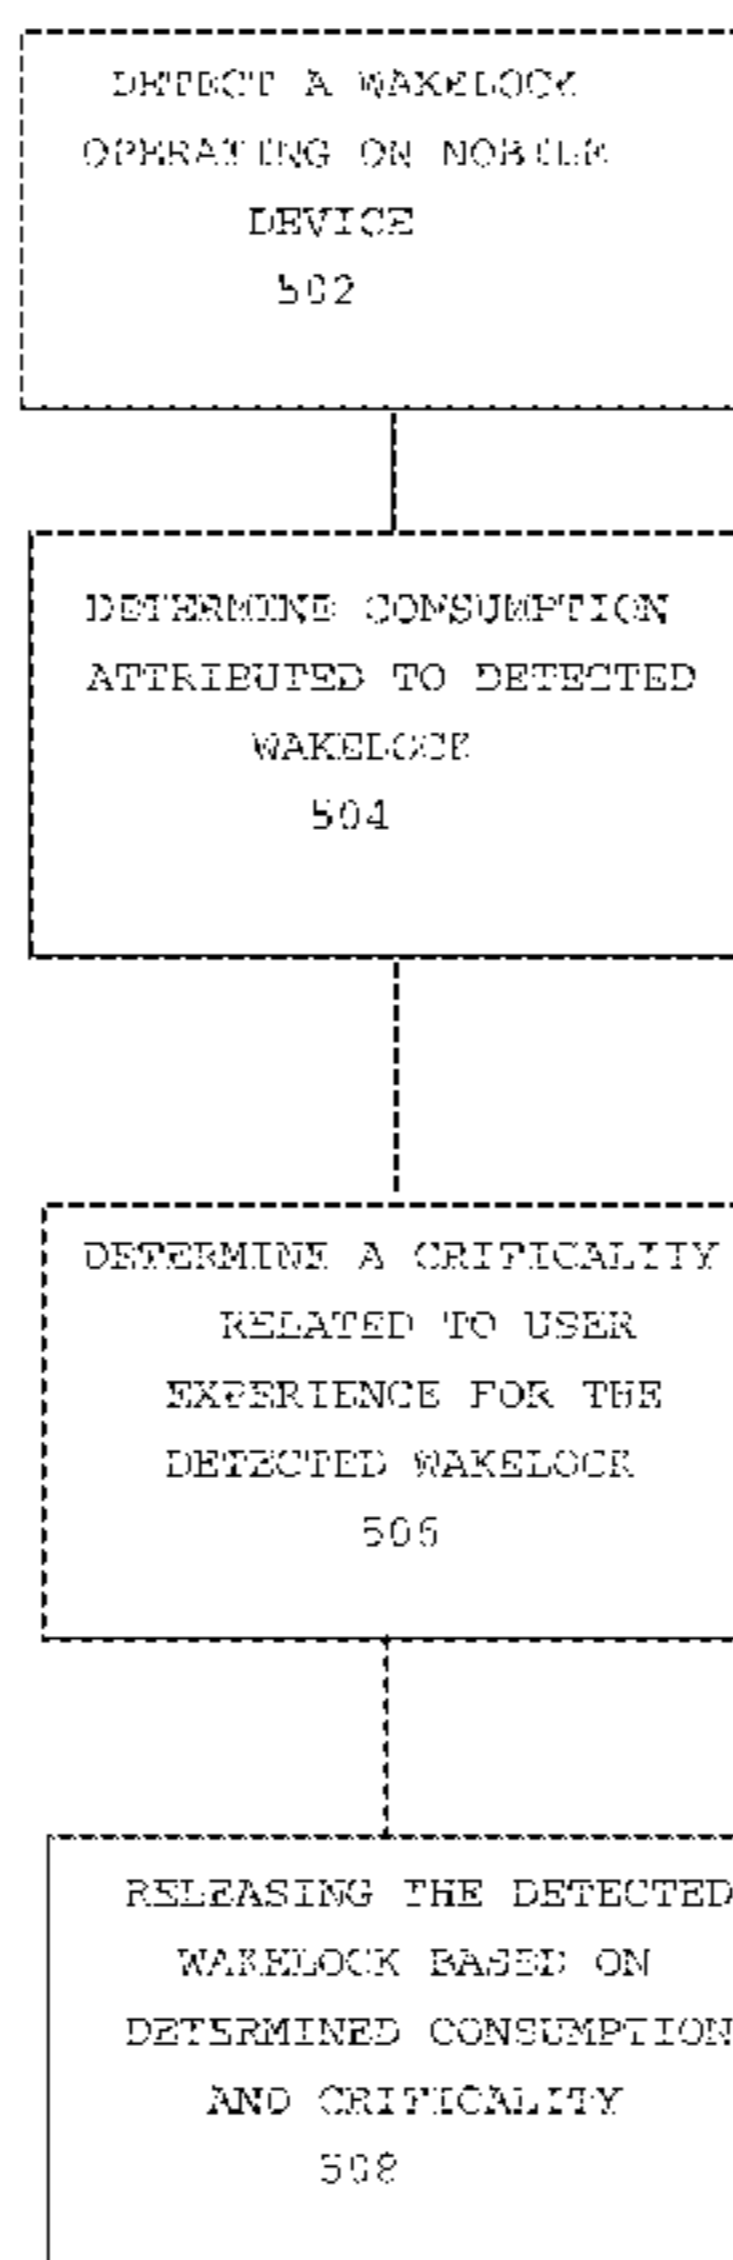 DETECT A WAKELOCK
OPERATING ON MOBILE
DEVICE
502
DETERMINE CONSUMPTION
ATTRIBUTED TO DETECTED
WAKELOCK
504
DETERMINE A CRITICALITY
RELATED TO USER
EXPERIENCE FOR THE
DETECTED WAKELOCK
506
RELEASING THE DETECTED
WAKELOCK BASED ON
DETERMINED CONSUMPTION
AND CRITICALITY
508